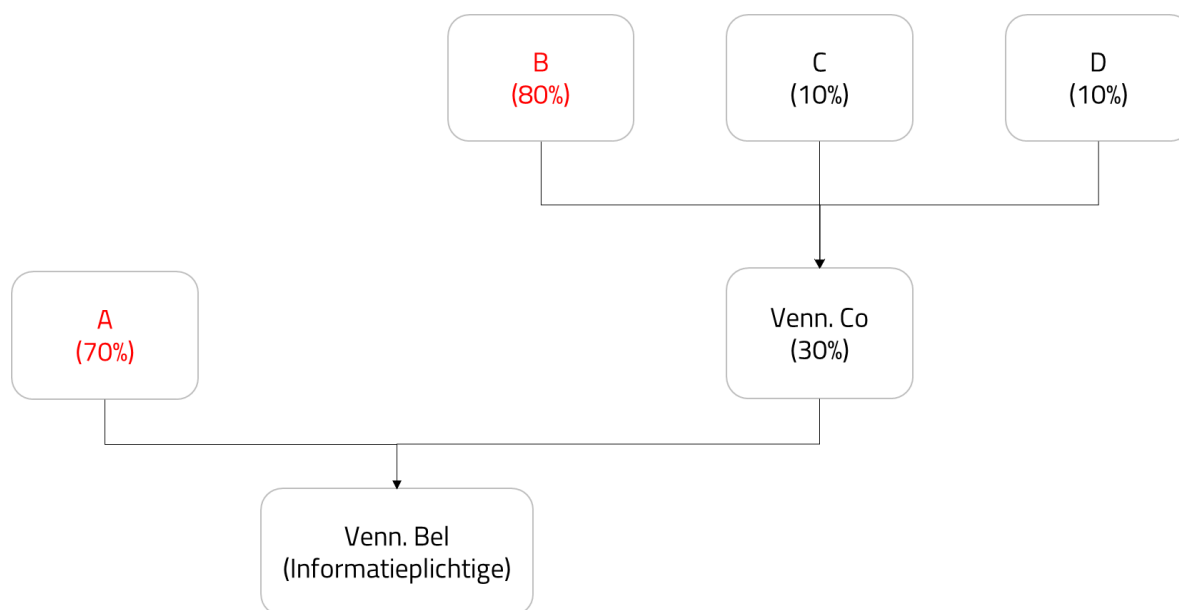 B
(80%)
C
(10%)
D
(10%)
A
(70%)
Venn. Co
(30%)
Venn. Bel
(Informatieplichtige)